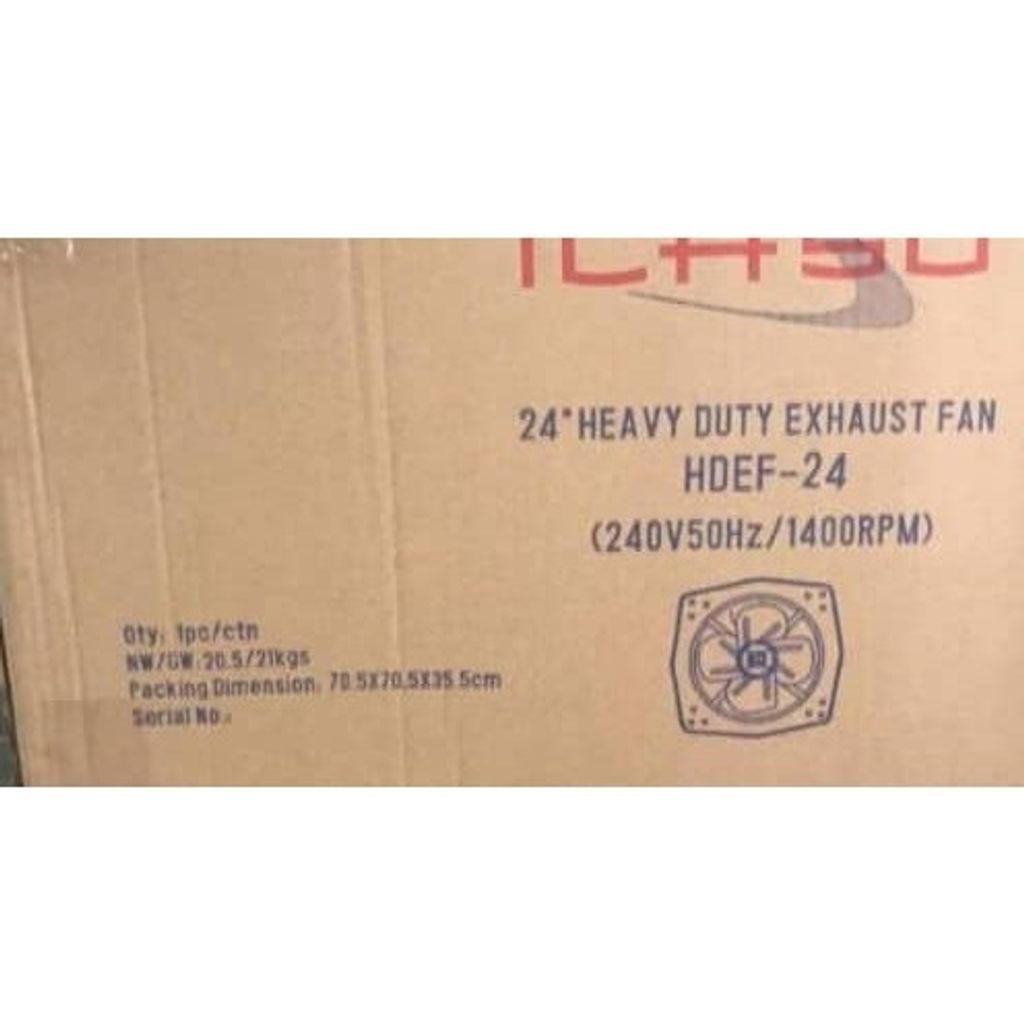 ICASU
24" HEAVY DUTY EXHAUST FAN
HDEF-24
(240V50Hz/1400RPM)
Qty: 1pc/ctn
NW/GW: 20.5/21kgs
Packing Dimension: 70.5X70.5X35.5cm
Serial No.: